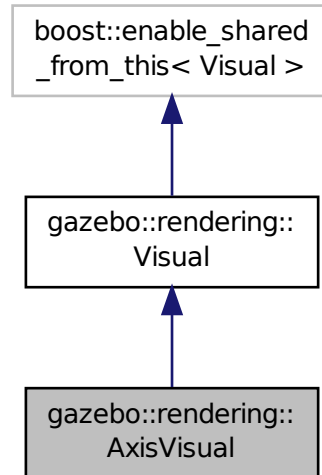 boost::enable_shared
_from_this< Visual >
gazebo::rendering::
Visual
gazebo::rendering::
AxisVisual